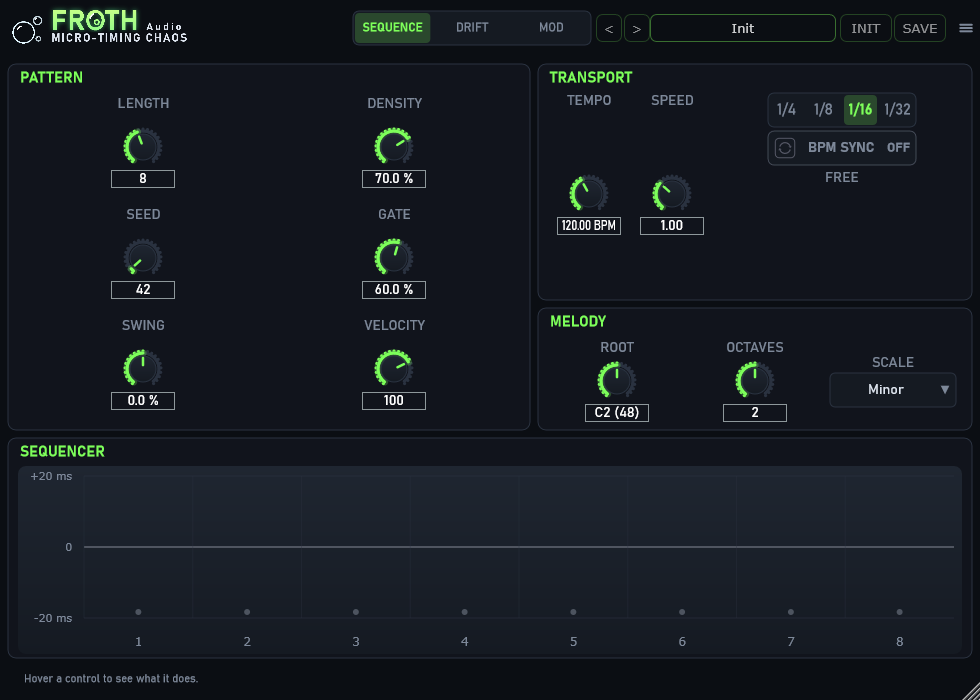 FROTH Audio
MICRO-TIMING CHAOS
SEQUENCE DRIFT MOD < > Init INIT SAVE
PATTERN
LENGTH DENSITY
8 70.0 %
SEED GATE
42 60.0 %
SWING VELOCITY
0.0 % 100
TRANSPORT
TEMPO SPEED
1/4 1/8 1/16 1/32
BPM SYNC OFF
FREE
120.00 BPM 1.00
MELODY
ROOT OCTAVES SCALE
C2 (48) 2 Minor
SEQUENCER
+20 ms
0
-20 ms
1 2 3 4 5 6 7 8
Hover a control to see what it does.